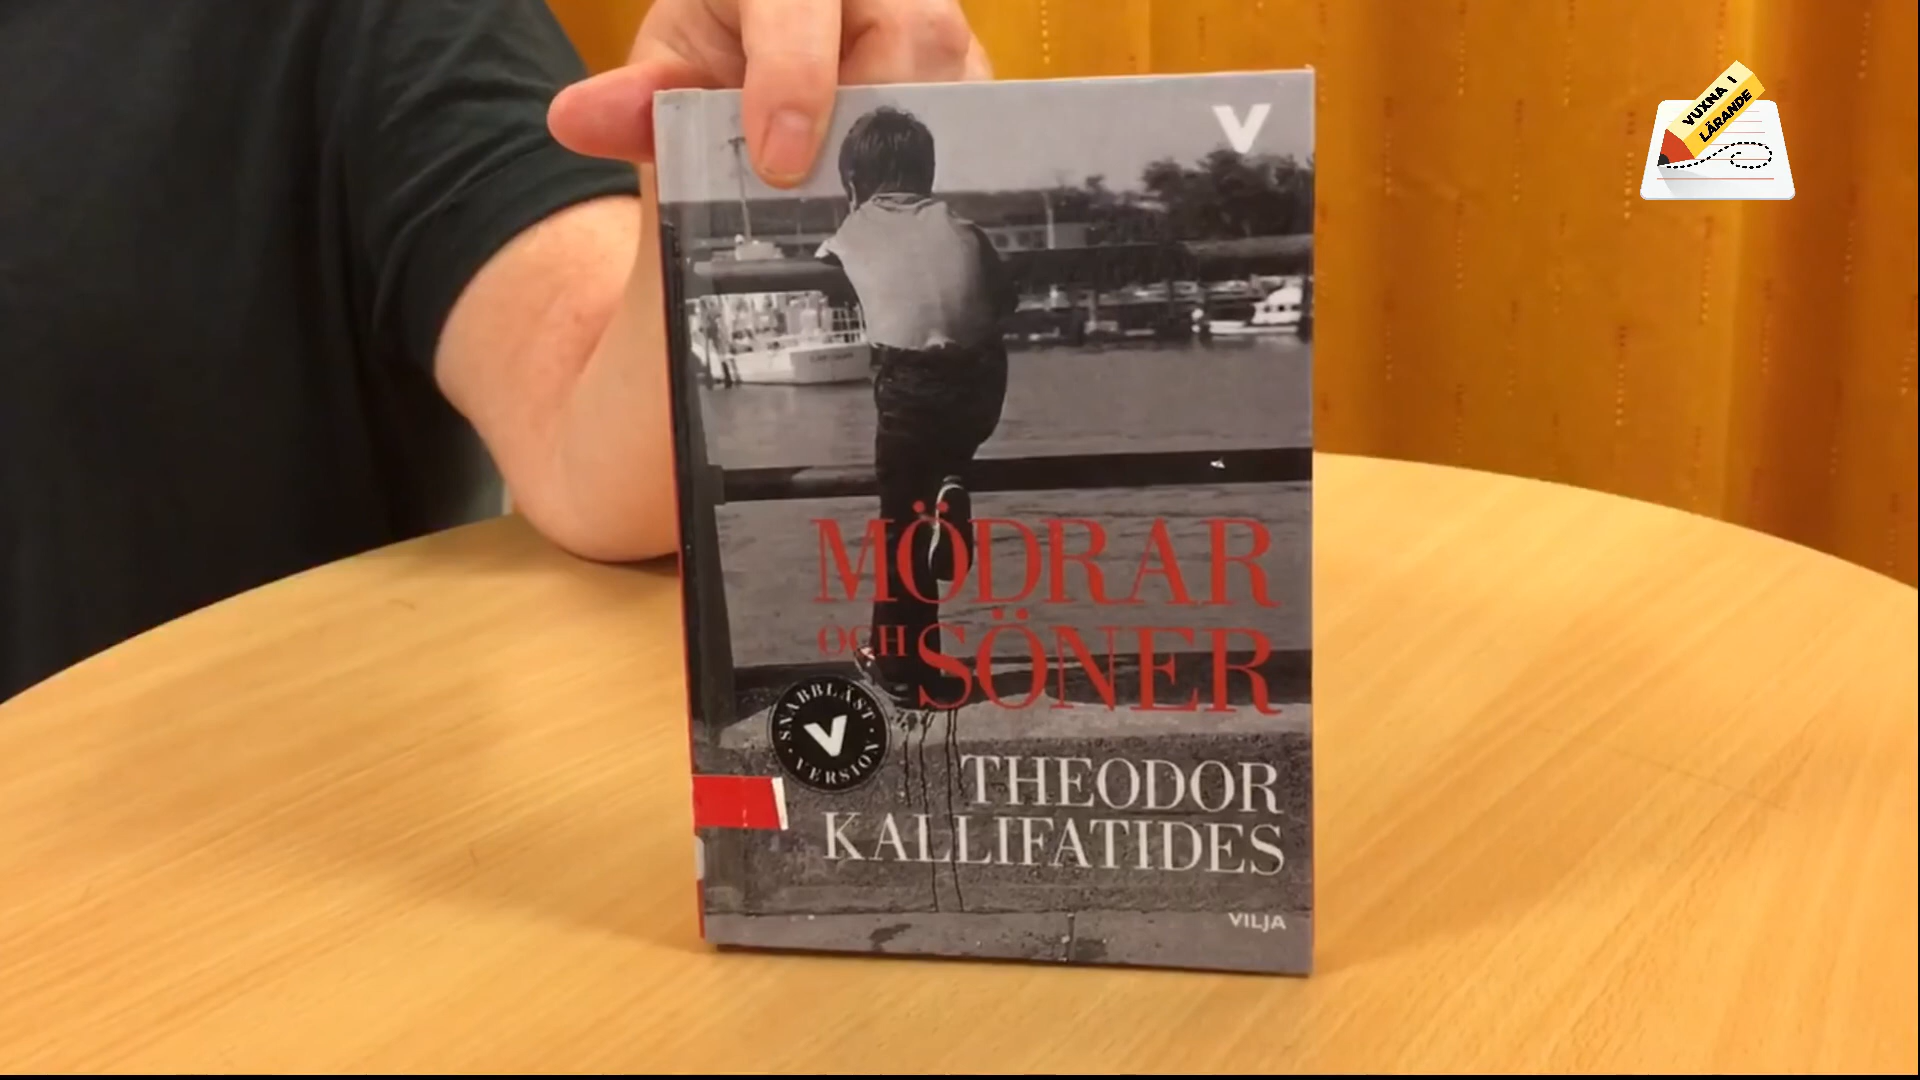 V
VUXNA I
LÄRANDE
MÖDRAR
OCH SÖNER
· SNABBLÄST ·
V
VERSION
THEODOR
KALLIFATIDES
VILJA